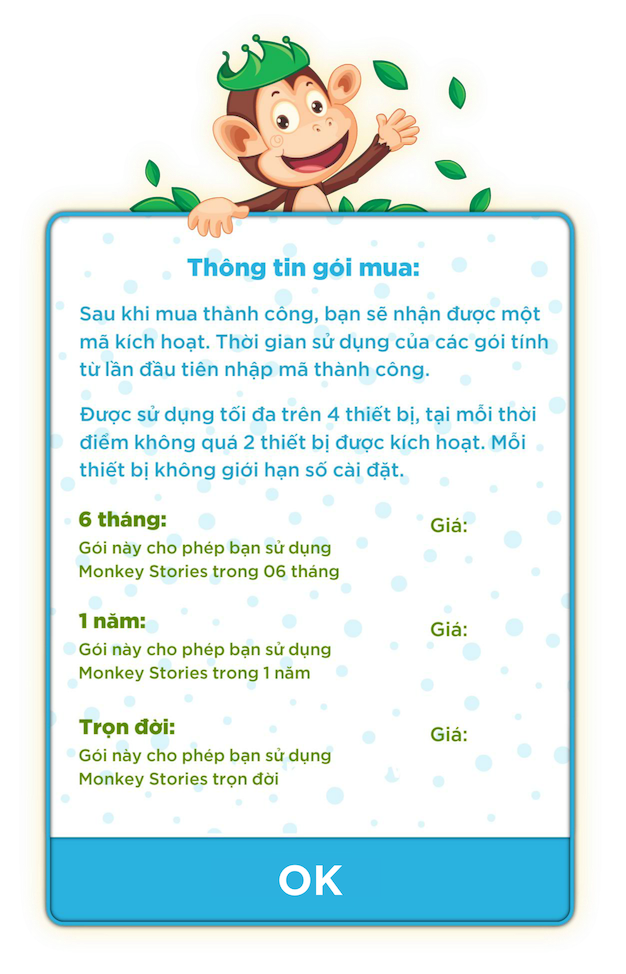 Thông tin gói mua:
Sau khi mua thành công, bạn sẽ nhận được một
mã kích hoạt. Thời gian sử dụng của các gói tính
từ lần đầu tiên nhập mã thành công.
Được sử dụng tối đa trên 4 thiết bị, tại mỗi thời
điểm không quá 2 thiết bị được kích hoạt. Mỗi
thiết bị không giới hạn số cài đặt.
6 tháng:
Giá:
Gói này cho phép bạn sử dụng
Monkey Stories trong 06 tháng
1 năm:
Giá:
Gói này cho phép bạn sử dụng
Monkey Stories trong 1 năm
Trọn đời:
Giá:
Gói này cho phép bạn sử dụng
Monkey Stories trọn đời
OK